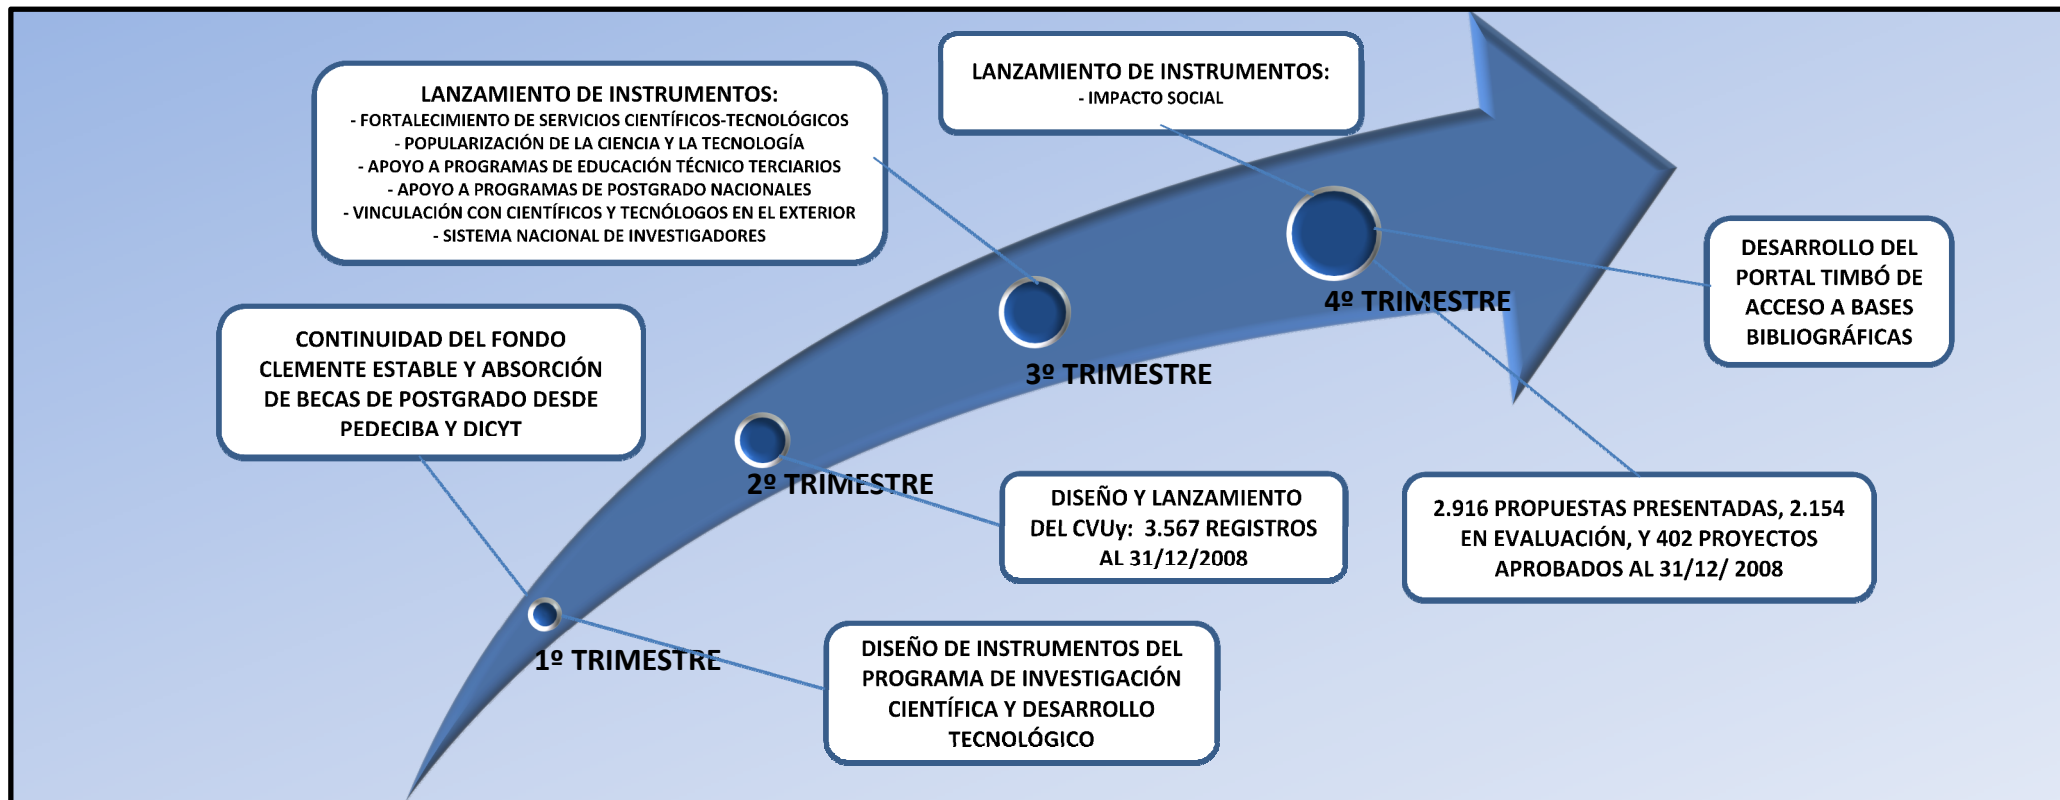 LANZAMIENTO DE INSTRUMENTOS:
- FORTALECIMIENTO DE SERVICIOS CIENTÍFICOS-TECNOLÓGICOS
- POPULARIZACIÓN DE LA CIENCIA Y LA TECNOLOGÍA
- APOYO A PROGRAMAS DE EDUCACIÓN TÉCNICO TERCIARIOS
- APOYO A PROGRAMAS DE POSTGRADO NACIONALES
- VINCULACIÓN CON CIENTÍFICOS Y TECNÓLOGOS EN EL EXTERIOR
- SISTEMA NACIONAL DE INVESTIGADORES
LANZAMIENTO DE INSTRUMENTOS:
- IMPACTO SOCIAL
DESARROLLO DEL
PORTAL TIMBÓ DE
ACCESO A BASES
BIBLIOGRÁFICAS
4º TRIMESTRE
CONTINUIDAD DEL FONDO
CLEMENTE ESTABLE Y ABSORCIÓN
DE BECAS DE POSTGRADO DESDE
PEDECIBA Y DICYT
3º TRIMESTRE
2º TRIMESTRE
DISEÑO Y LANZAMIENTO
DEL CVUy: 3.567 REGISTROS
AL 31/12/2008
2.916 PROPUESTAS PRESENTADAS, 2.154
EN EVALUACIÓN, Y 402 PROYECTOS
APROBADOS AL 31/12/ 2008
1º TRIMESTRE
DISEÑO DE INSTRUMENTOS DEL
PROGRAMA DE INVESTIGACIÓN
CIENTÍFICA Y DESARROLLO
TECNOLÓGICO